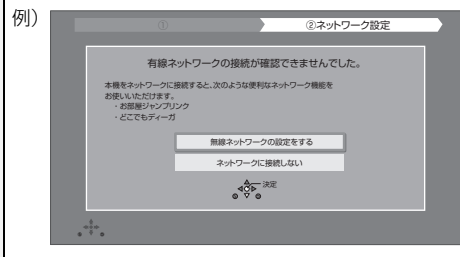 例）
① ②ネットワーク設定
有線ネットワークの接続が確認できませんでした。
本機をネットワークに接続すると、次のような便利なネットワーク機能を
お使いいただけます。
・お部屋ジャンプリンク
・どこでもディーガ
無線ネットワークの設定をする
ネットワークに接続しない
決定